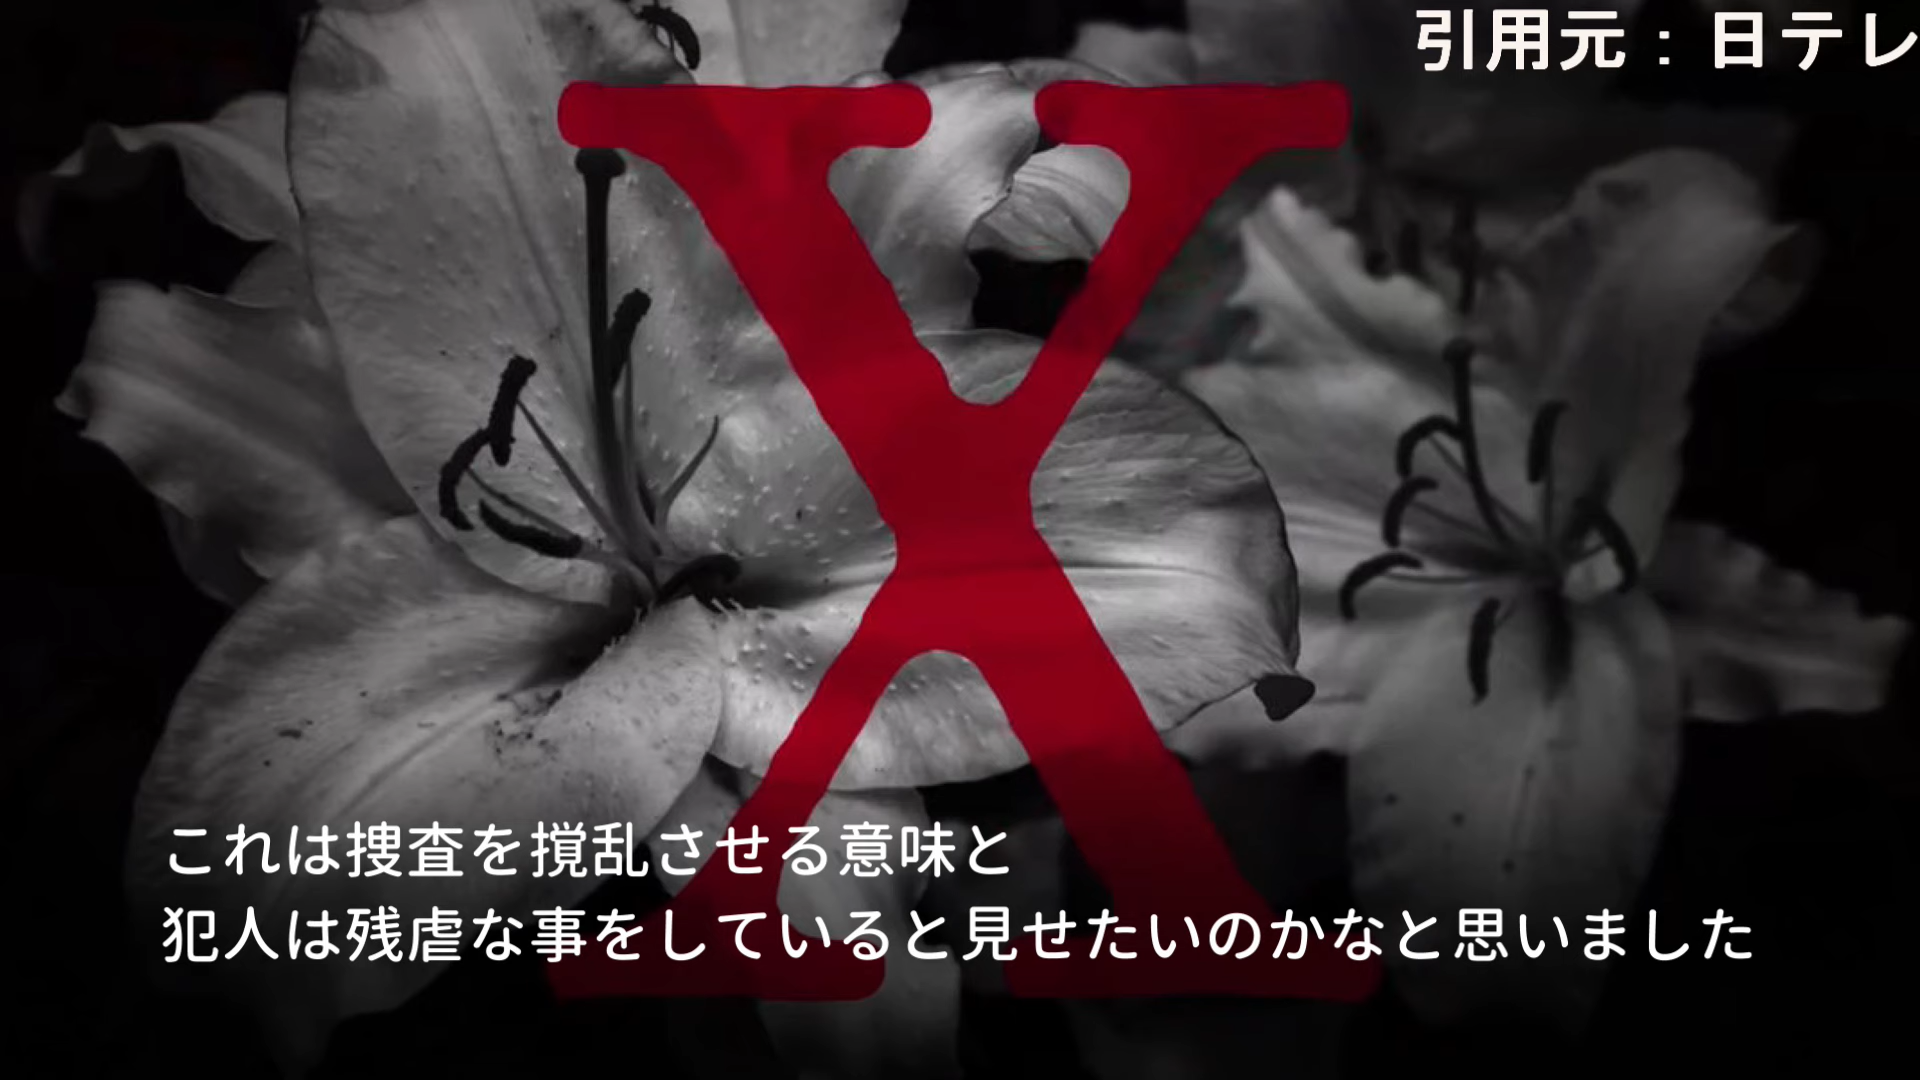 引用元：日テレ
X
これは捜査を撹乱させる意味と
犯人は残虐な事をしていると見せたいのかなと思いました